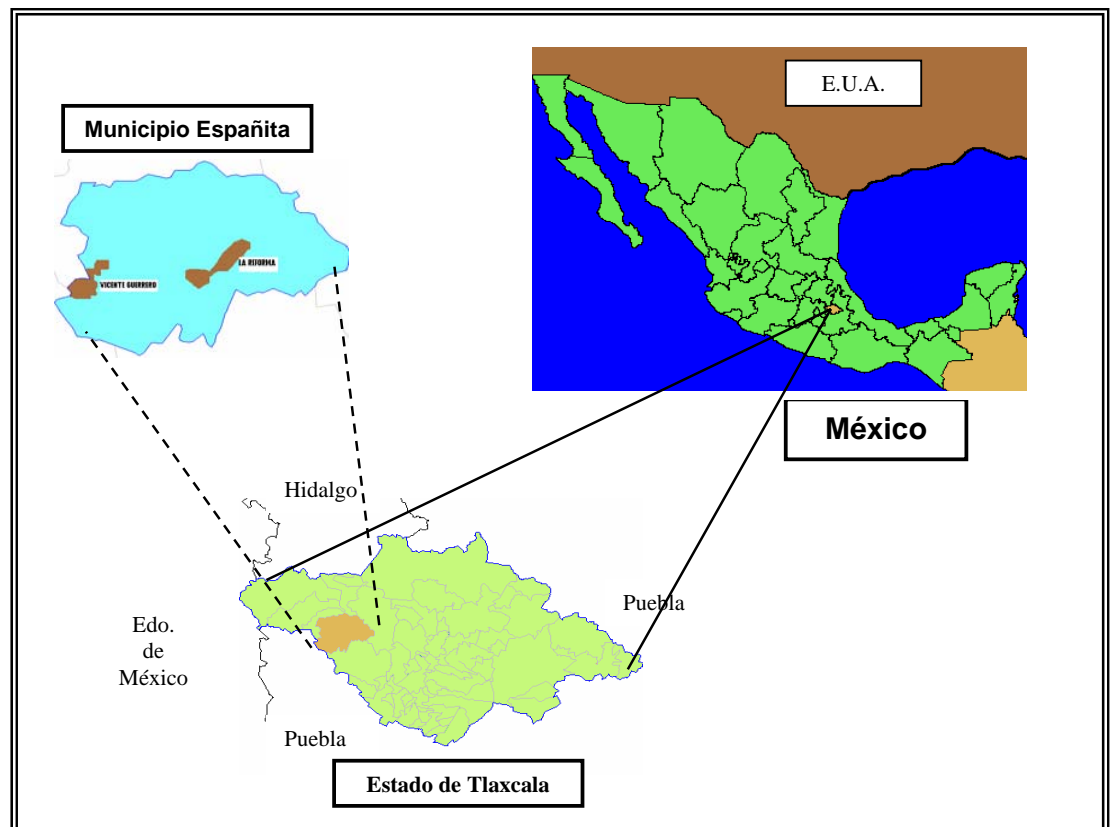 E.U.A.
Municipio Españita
LA REFORMA
VICENTE GUERRERO
México
Hidalgo
Puebla
Edo.
de
México
Puebla
Estado de Tlaxcala